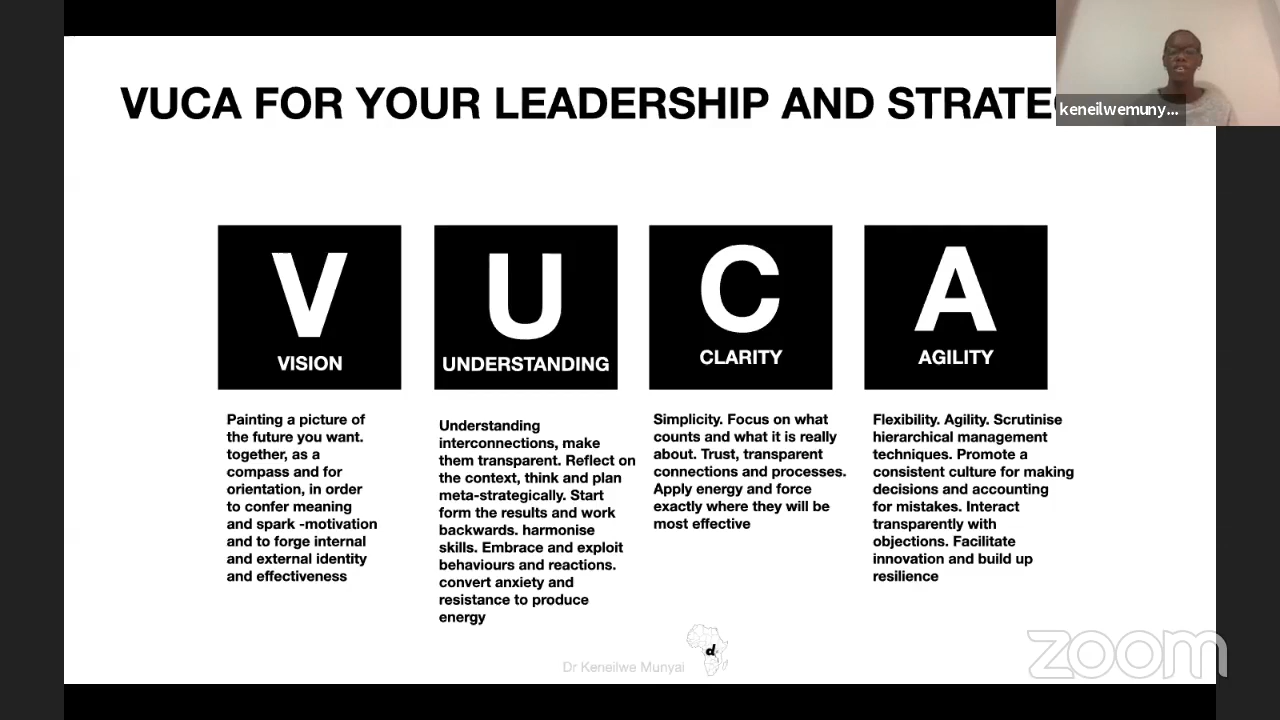 VUCA FOR YOUR LEADERSHIP AND
keneilwemuny...
V
VISION
Painting a picture of
the future you want.
together, as a
compass and for
orientation, in order
to confer meaning
and spark -motivation
and to forge internal
and external identity
and effectiveness
U
UNDERSTANDING
Understanding
interconnections, make
them transparent. Reflect on
the context, think and plan
meta-strategically. Start
form the results and work
backwards. harmonise
skills. Embrace and exploit
behaviours and reactions.
convert anxiety and
resistance to produce
energy
C
CLARITY
Simplicity. Focus on what
counts and what it is really
about. Trust, transparent
connections and processes.
Apply energy and force
exactly where they will be
most effective
A
AGILITY
Flexibility. Agility. Scrutinise
hierarchical management
techniques. Promote a
consistent culture for making
decisions and accounting
for mistakes. Interact
transparently with
objections. Facilitate
innovation and build up
resilience
d.
Dr Keneilwe Munyai
zoom